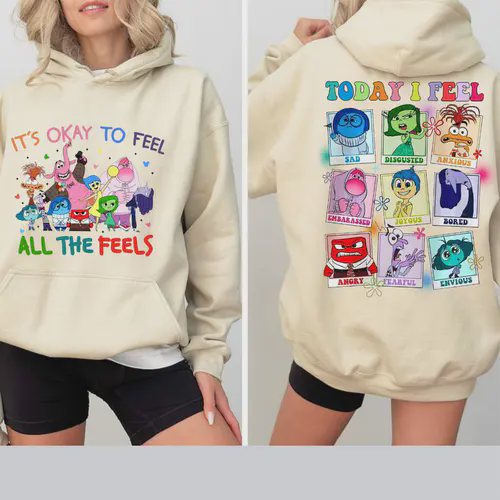 IT'S OKAY TO FEEL
ALL THE FEELS
TODAY I FEEL
SAD
DISGUSTED
ANXIOUS
EMBARASSED
JOYOUS
BORED
ANGRY
FEARFUL
ENVIOUS